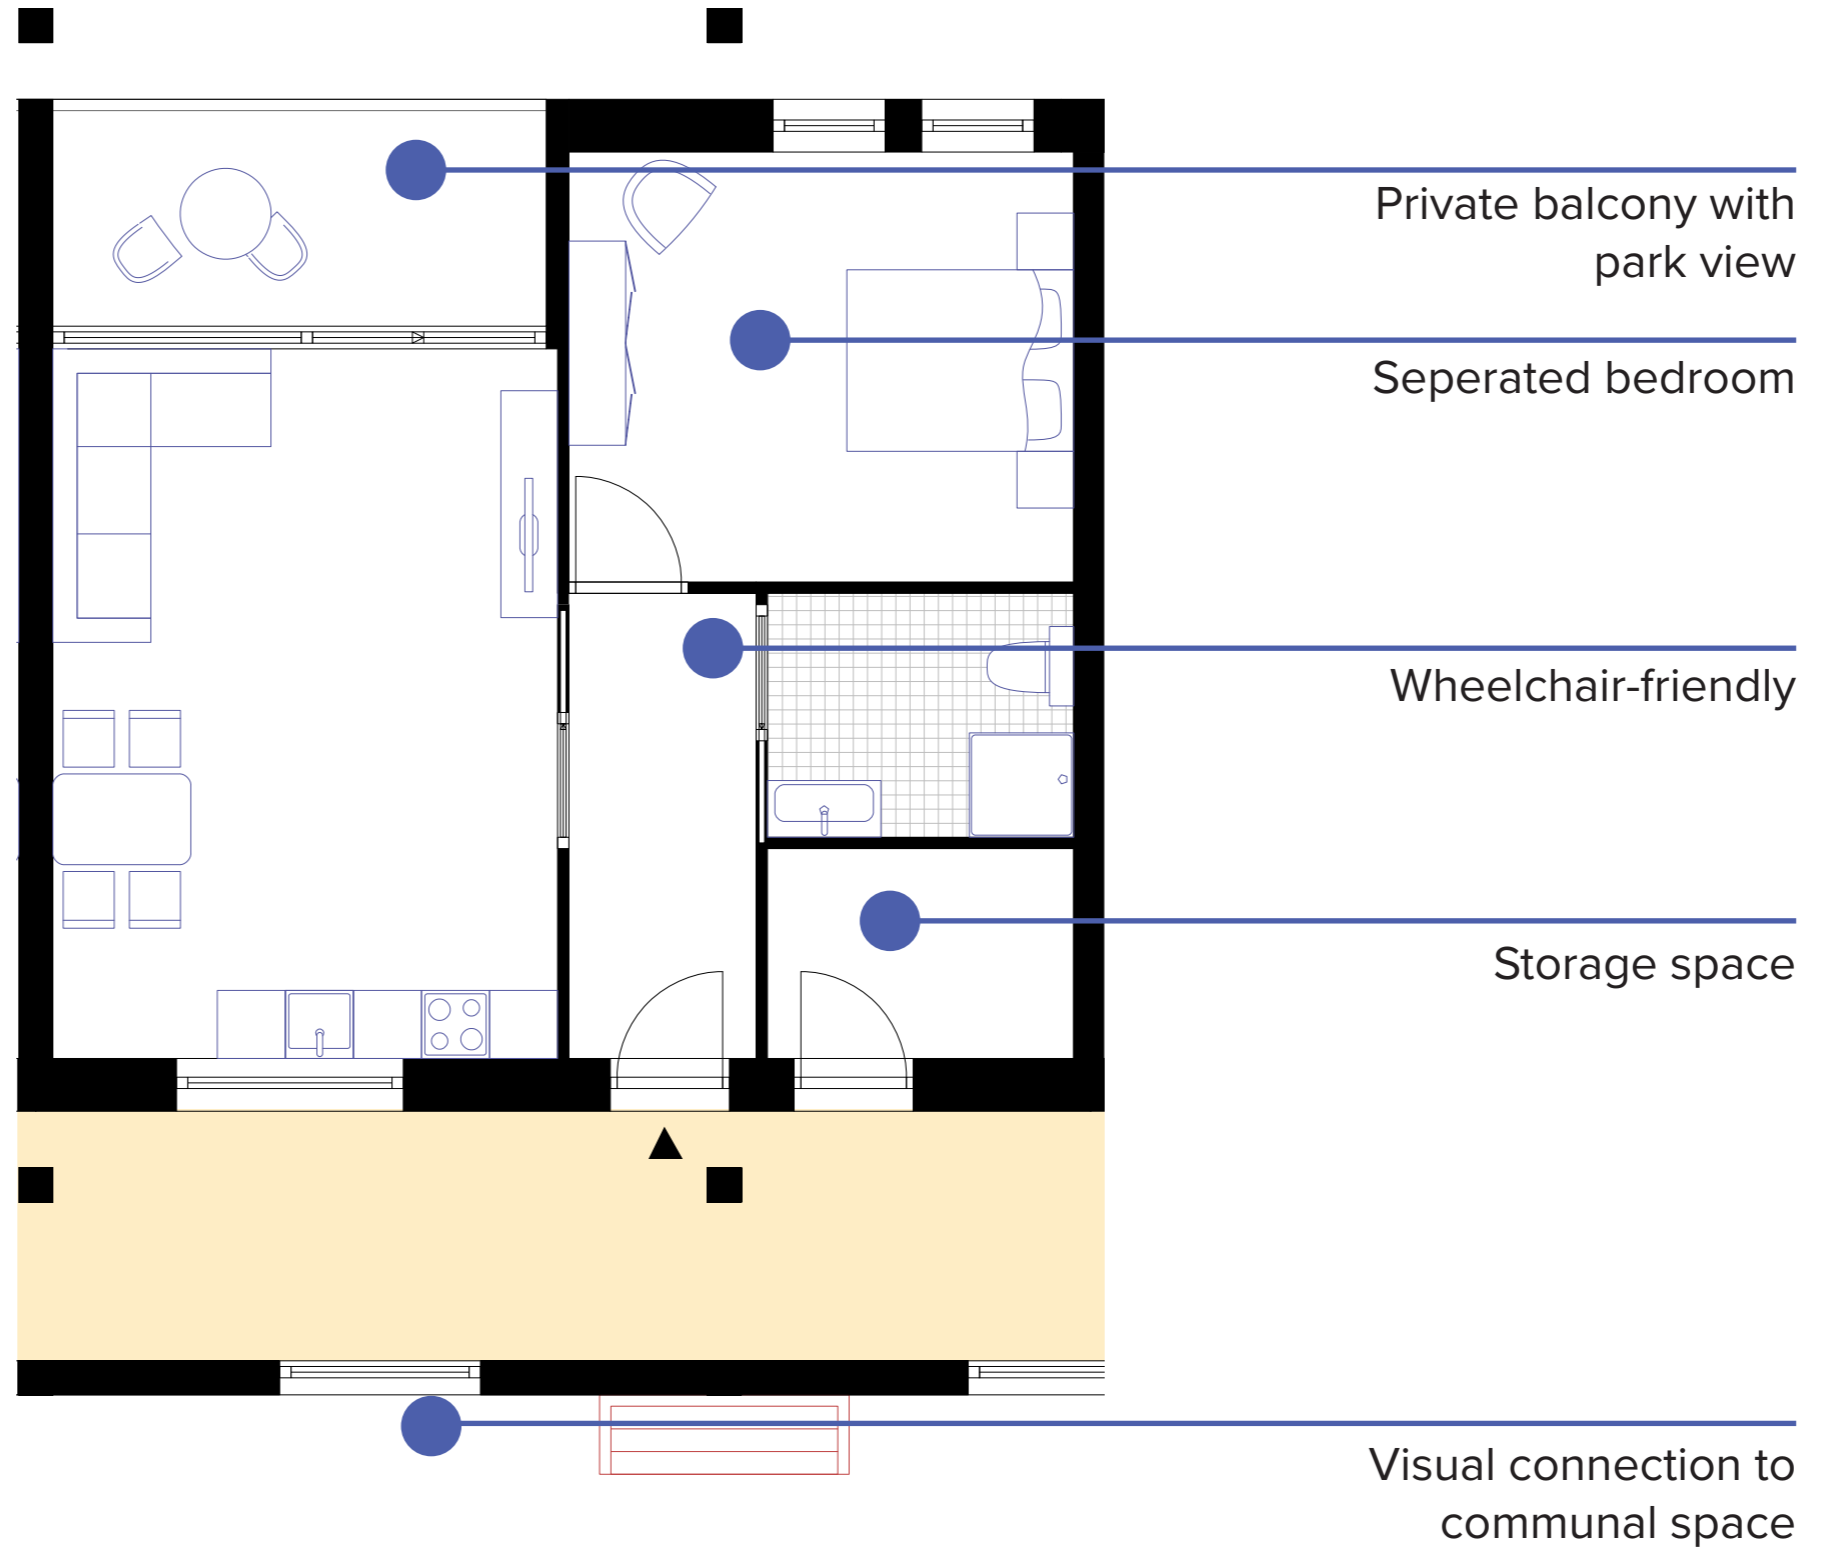 Private balcony with
park view
Seperated bedroom
Wheelchair-friendly
Storage space
Visual connection to
communal space